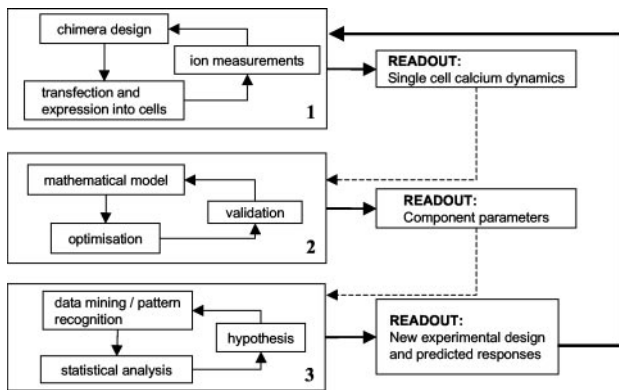 chimera design
ion measurements
transfection and
expression into cells
1
READOUT:
Single cell calcium dynamics
mathematical model
validation
optimisation
2
READOUT:
Component parameters
data mining / pattern
recognition
hypothesis
statistical analysis
3
READOUT:
New experimental design
and predicted responses